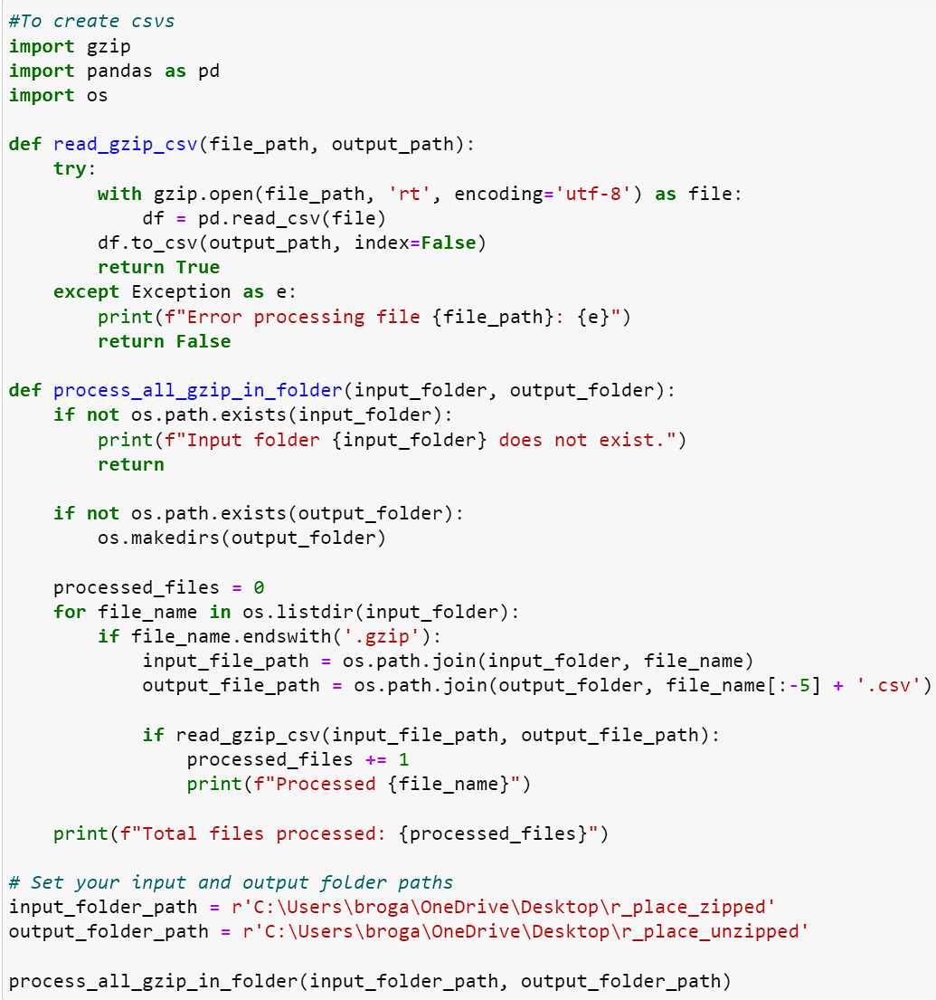 #To create csvs
import gzip
import pandas as pd
import os

def read_gzip_csv(file_path, output_path):
    try:
        with gzip.open(file_path, 'rt', encoding='utf-8') as file:
            df = pd.read_csv(file)
        df.to_csv(output_path, index=False)
        return True
    except Exception as e:
        print(f"Error processing file {file_path}: {e}")
        return False

def process_all_gzip_in_folder(input_folder, output_folder):
    if not os.path.exists(input_folder):
        print(f"Input folder {input_folder} does not exist.")
        return

    if not os.path.exists(output_folder):
        os.makedirs(output_folder)

    processed_files = 0
    for file_name in os.listdir(input_folder):
        if file_name.endswith('.gzip'):
            input_file_path = os.path.join(input_folder, file_name)
            output_file_path = os.path.join(output_folder, file_name[:-5] + '.csv')

            if read_gzip_csv(input_file_path, output_file_path):
                processed_files += 1
                print(f"Processed {file_name}")

    print(f"Total files processed: {processed_files}")

# Set your input and output folder paths
input_folder_path = r'C:\Users\broga\OneDrive\Desktop\r_place_zipped'
output_folder_path = r'C:\Users\broga\OneDrive\Desktop\r_place_unzipped'

process_all_gzip_in_folder(input_folder_path, output_folder_path)